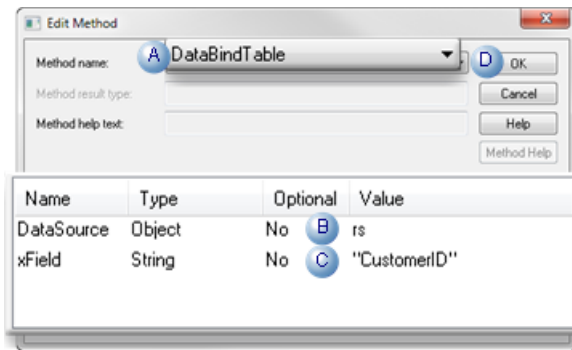 Edit Method
Method name: A DataBindTable D OK
Method result type: Cancel
Method help text: Help
Method Help
Name Type Optional Value
DataSource Object No B rs
xField String No C "CustomerID"